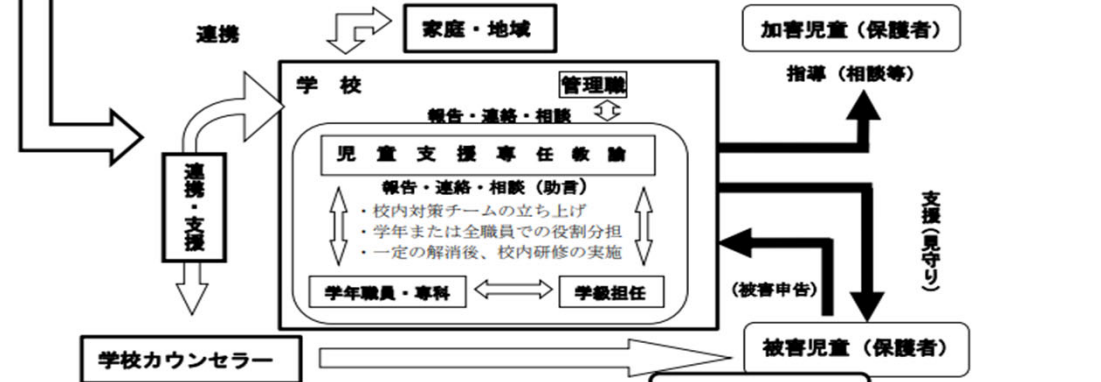 連携
家庭・地域
加害児童（保護者）
指導（相談等）
学　校
管理職
報告・連絡・相談
児童支援専任教諭
報告・連絡・相談（助言）
・校内対策チームの立ち上げ
・学年または全職員での役割分担
・一定の解消後、校内研修の実施
学年職員・専科
学級担任
連携・支援
支援（見守り）
（被害申告）
学校カウンセラー
被害児童（保護者）